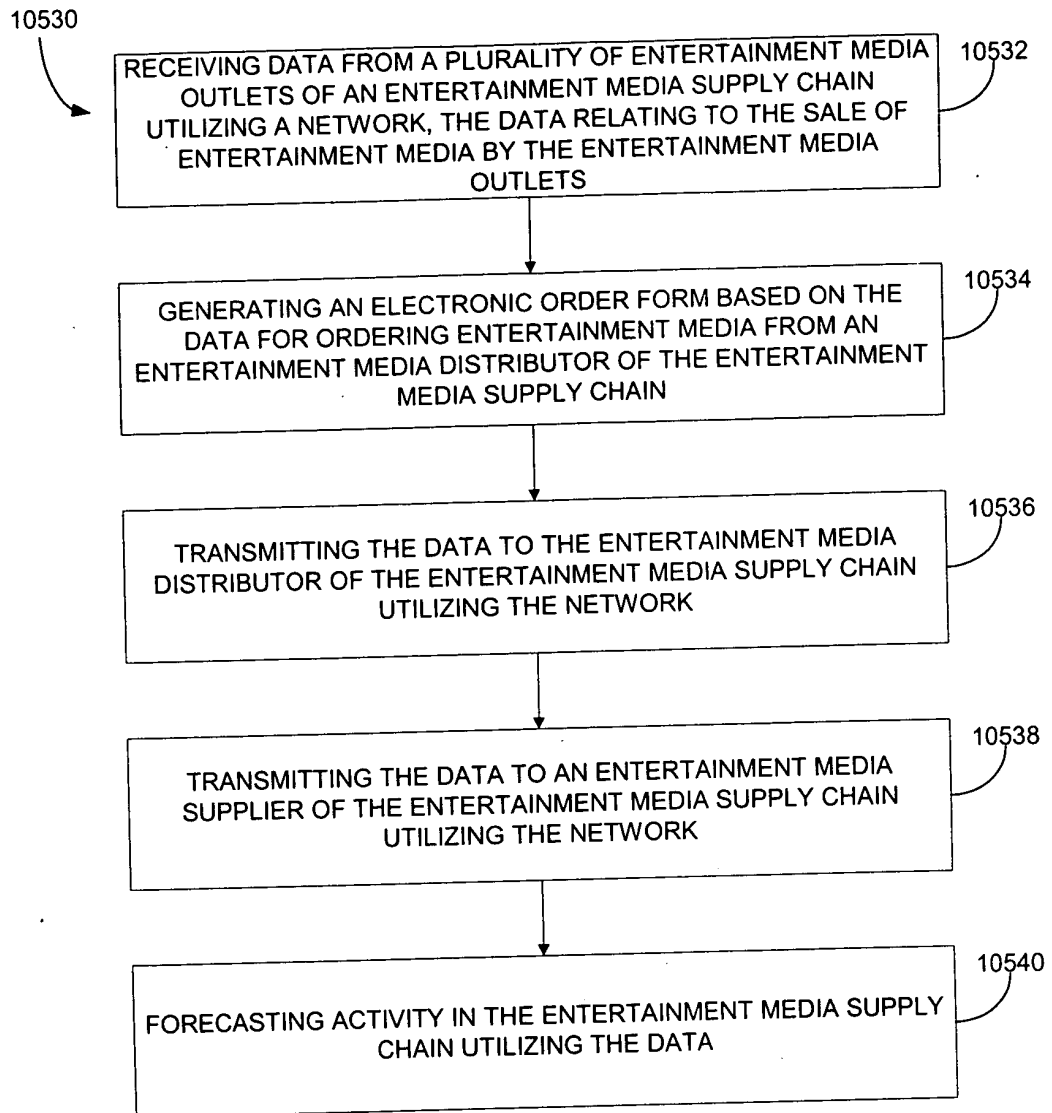 10530
RECEIVING DATA FROM A PLURALITY OF ENTERTAINMENT MEDIA
OUTLETS OF AN ENTERTAINMENT MEDIA SUPPLY CHAIN
UTILIZING A NETWORK, THE DATA RELATING TO THE SALE OF
ENTERTAINMENT MEDIA BY THE ENTERTAINMENT MEDIA
OUTLETS
10532
GENERATING AN ELECTRONIC ORDER FORM BASED ON THE
DATA FOR ORDERING ENTERTAINMENT MEDIA FROM AN
ENTERTAINMENT MEDIA DISTRIBUTOR OF THE ENTERTAINMENT
MEDIA SUPPLY CHAIN
10534
TRANSMITTING THE DATA TO THE ENTERTAINMENT MEDIA
DISTRIBUTOR OF THE ENTERTAINMENT MEDIA SUPPLY CHAIN
UTILIZING THE NETWORK
10536
TRANSMITTING THE DATA TO AN ENTERTAINMENT MEDIA
SUPPLIER OF THE ENTERTAINMENT MEDIA SUPPLY CHAIN
UTILIZING THE NETWORK
10538
FORECASTING ACTIVITY IN THE ENTERTAINMENT MEDIA SUPPLY
CHAIN UTILIZING THE DATA
10540